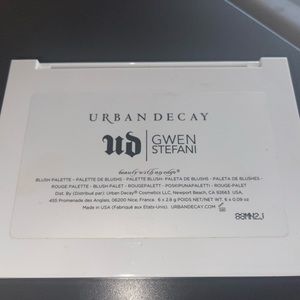 URBAN DECAY
ud | GWEN
STEFANI
beauty with an edge®
BLUSH PALETTE - PALETTE DE BLUSHS - PALETTE BLUSH- PALETA DE BLUSHS - PALETA DE BLUSHES -
ROUGE PALETTE - BLUSH PALET - ROUGEPALETT - POSKIPUNAPALETTI - ROUGE-PALET
Dist. By (Distribué par): Urban Decay® Cosmetics LLC, Newport Beach, CA 92663 USA.
455 Promenade des Anglais, 06200 Nice, France. 6 x 2.8 g POIDS NET/NET WT. 6 x 0.09 oz
Made in USA (Fabriqué aux Etats-Unis). URBANDECAY.COM